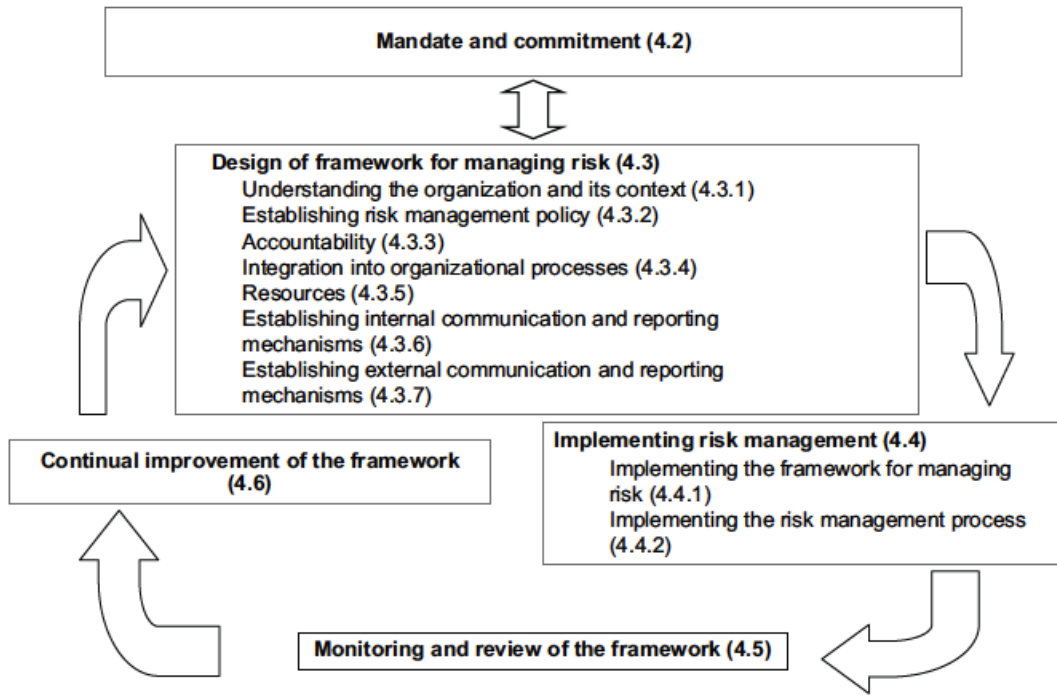 Mandate and commitment (4.2)
Design of framework for managing risk (4.3)
Understanding the organization and its context (4.3.1)
Establishing risk management policy (4.3.2)
Accountability (4.3.3)
Integration into organizational processes (4.3.4)
Resources (4.3.5)
Establishing internal communication and reporting
mechanisms (4.3.6)
Establishing external communication and reporting
mechanisms (4.3.7)
Implementing risk management (4.4)
Implementing the framework for managing
risk (4.4.1)
Implementing the risk management process
(4.4.2)
Monitoring and review of the framework (4.5)
Continual improvement of the framework
(4.6)